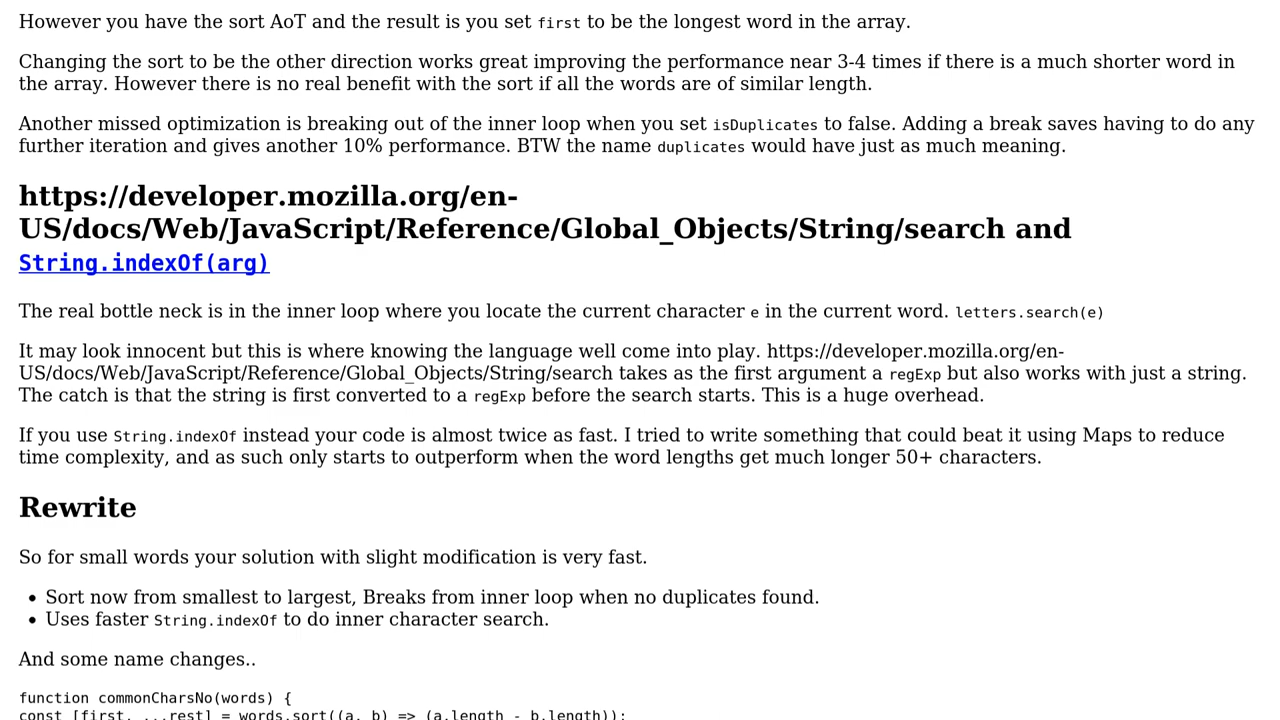 However you have the sort AoT and the result is you set first to be the longest word in the array.
Changing the sort to be the other direction works great improving the performance near 3-4 times if there is a much shorter word in
the array. However there is no real benefit with the sort if all the words are of similar length.
Another missed optimization is breaking out of the inner loop when you set isDuplicates to false. Adding a break saves having to do any
further iteration and gives another 10% performance. BTW the name duplicates would have just as much meaning.
https://developer.mozilla.org/en-
US/docs/Web/JavaScript/Reference/Global_Objects/String/search and
String.indexOf(arg)
The real bottle neck is in the inner loop where you locate the current character e in the current word. letters.search(e)
It may look innocent but this is where knowing the language well come into play. https://developer.mozilla.org/en-
US/docs/Web/JavaScript/Reference/Global_Objects/String/search takes as the first argument a regExp but also works with just a string.
The catch is that the string is first converted to a regExp before the search starts. This is a huge overhead.
If you use String.indexOf instead your code is almost twice as fast. I tried to write something that could beat it using Maps to reduce
time complexity, and as such only starts to outperform when the word lengths get much longer 50+ characters.
Rewrite
So for small words your solution with slight modification is very fast.
• Sort now from smallest to largest, Breaks from inner loop when no duplicates found.
• Uses faster String.indexOf to do inner character search.
And some name changes..
function commonCharsNo(words) {
const [first, ...rest] = words.sort((a, b) => (a.length - b.length));